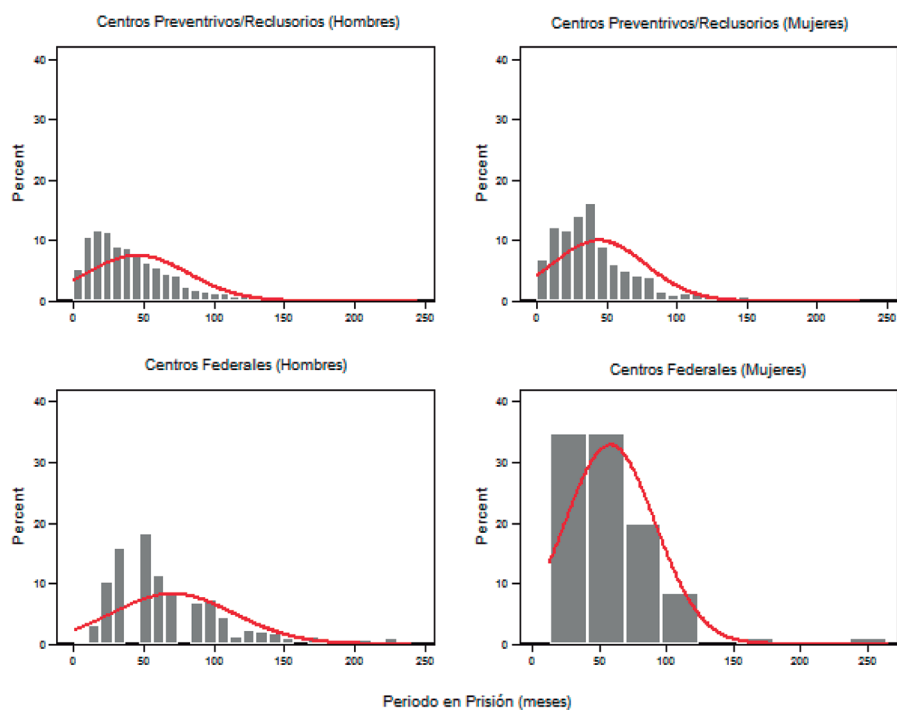 Centros Preventrivos/Reclusorios (Hombres)
Percent
40
30
20
10
0
0 50 100 150 200 250
Centros Preventrivos/Reclusorios (Mujeres)
Percent
40
30
20
10
0
0 50 100 150 200 250
Centros Federales (Hombres)
Percent
40
30
20
10
0
0 50 100 150 200 250
Centros Federales (Mujeres)
Percent
40
30
20
10
0
0 50 100 150 200 250
Periodo en Prisión (meses)